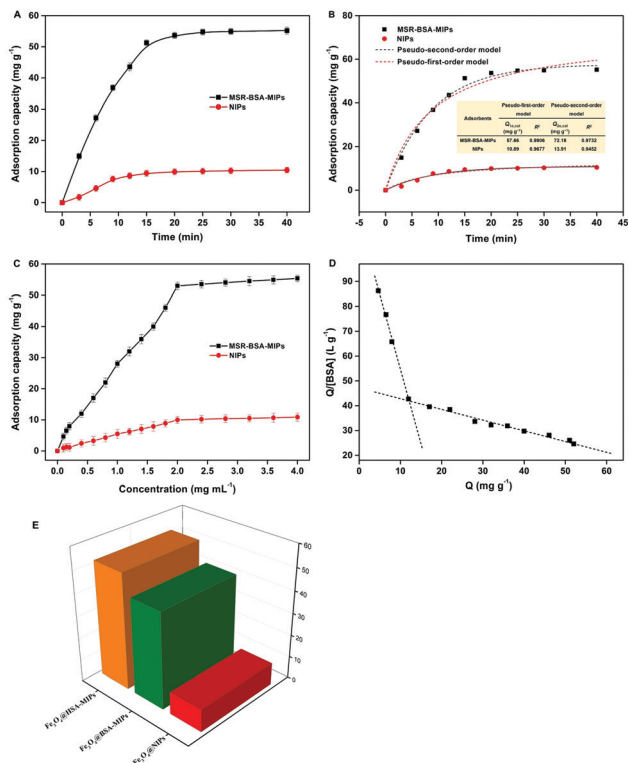 A
Adsorption capacity (mg g-1)
60
50
40
30
20
10
0
MSR-BSA-MIPs
NIPs
0 5 10 15 20 25 30 35 40 45
Time (min)
B
Adsorption capacity (mg g-1)
80
60
40
20
0
MSR-BSA-MIPs
NIPs
Pseudo-second-order model
Pseudo-first-order model
Adsorbents
Pseudo-first-order model
Pseudo-second-order model
Qe,cal (mg g-1) R2 Qe,cal (mg g-1) R2
MSR-BSA-MIPs 57.66 0.9906 72.18 0.9732
NIPs 10.89 0.9677 13.91 0.9452
-5 0 5 10 15 20 25 30 35 40 45
Time (min)
C
Adsorption capacity (mg g-1)
60
50
40
30
20
10
0
MSR-BSA-MIPs
NIPs
0.0 0.5 1.0 1.5 2.0 2.5 3.0 3.5 4.0
Concentration (mg mL-1)
D
Q/[BSA] (L g-1)
90
80
70
60
50
40
30
20
0 10 20 30 40 50 60
Q (mg g-1)
E
60
50
40
30
20
10
0
Fe3O4@HSA-MIPs
Fe3O4@BSA-MIPs
Fe3O4@NIPs